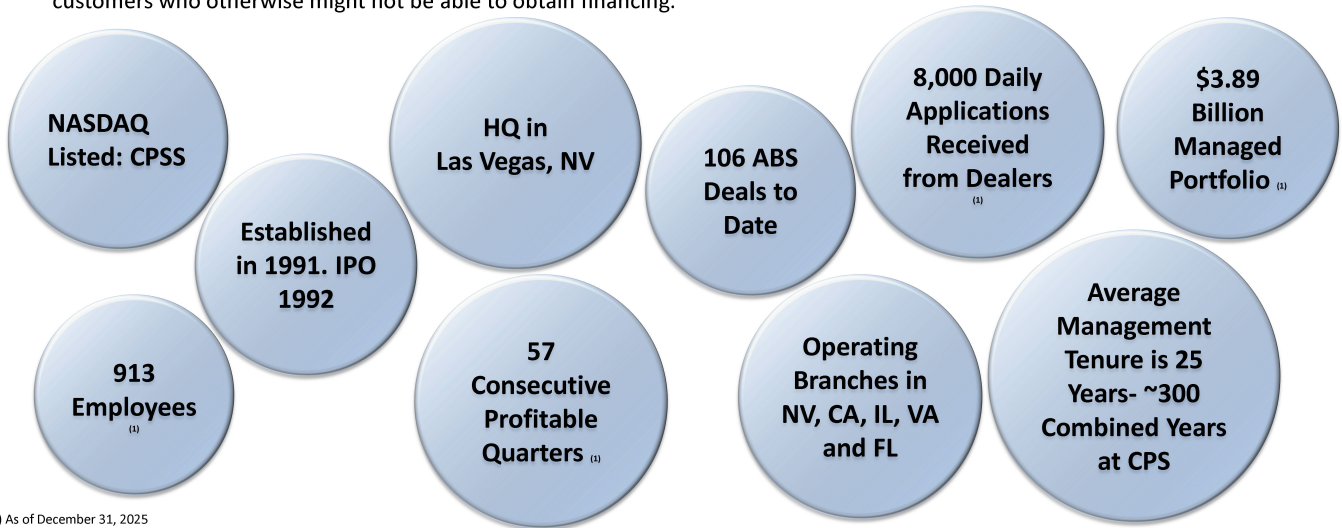 customers who otherwise might not be able to obtain financing.
NASDAQ
Listed: CPSS
Established
in 1991. IPO
1992
913
Employees
(1)
HQ in
Las Vegas, NV
57
Consecutive
Profitable
Quarters (1)
106 ABS
Deals to
Date
8,000 Daily
Applications
Received
from Dealers
(1)
$3.89
Billion
Managed
Portfolio (1)
Operating
Branches in
NV, CA, IL, VA
and FL
Average
Management
Tenure is 25
Years- ~300
Combined Years
at CPS
) As of December 31, 2025